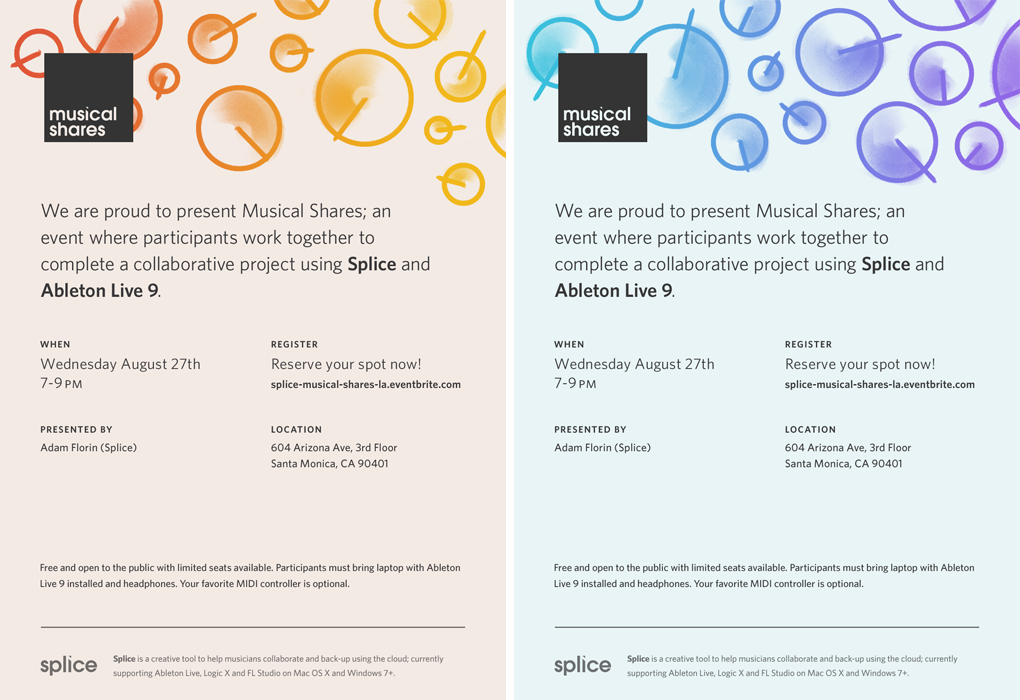 musical
shares
We are proud to present Musical Shares; an
event where participants work together to
complete a collaborative project using Splice and
Ableton Live 9.
WHEN
Wednesday August 27th
7-9 PM
REGISTER
Reserve your spot now!
splice-musical-shares-la.eventbrite.com
PRESENTED BY
Adam Florin (Splice)
LOCATION
604 Arizona Ave, 3rd Floor
Santa Monica, CA 90401
Free and open to the public with limited seats available. Participants must bring laptop with Ableton
Live 9 installed and headphones. Your favorite MIDI controller is optional.
splice
Splice is a creative tool to help musicians collaborate and back-up using the cloud; currently
supporting Ableton Live, Logic X and FL Studio on Mac OS X and Windows 7+.
musical
shares
We are proud to present Musical Shares; an
event where participants work together to
complete a collaborative project using Splice and
Ableton Live 9.
WHEN
Wednesday August 27th
7-9 PM
REGISTER
Reserve your spot now!
splice-musical-shares-la.eventbrite.com
PRESENTED BY
Adam Florin (Splice)
LOCATION
604 Arizona Ave, 3rd Floor
Santa Monica, CA 90401
Free and open to the public with limited seats available. Participants must bring laptop with Ableton
Live 9 installed and headphones. Your favorite MIDI controller is optional.
splice
Splice is a creative tool to help musicians collaborate and back-up using the cloud; currently
supporting Ableton Live, Logic X and FL Studio on Mac OS X and Windows 7+.